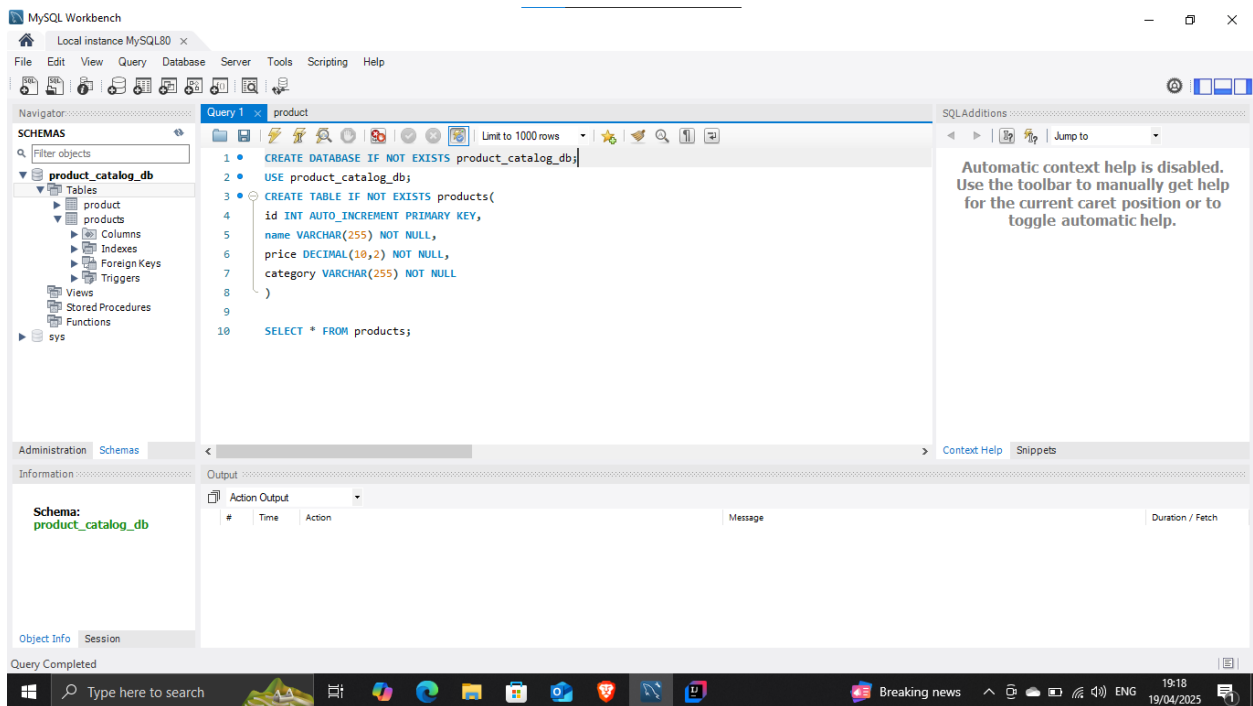 MySQL Workbench
Local instance MySQL80 ×
File Edit View Query Database Server Tools Scripting Help
Navigator
SCHEMAS
Filter objects
product_catalog_db
Tables
product
products
Columns
Indexes
Foreign Keys
Triggers
Views
Stored Procedures
Functions
sys
Administration Schemas
Information
Schema:
product_catalog_db
Object Info Session
Query 1 × product
Limit to 1000 rows
1 CREATE DATABASE IF NOT EXISTS product_catalog_db;
2 USE product_catalog_db;
3 CREATE TABLE IF NOT EXISTS products(
4 id INT AUTO_INCREMENT PRIMARY KEY,
5 name VARCHAR(255) NOT NULL,
6 price DECIMAL(10,2) NOT NULL,
7 category VARCHAR(255) NOT NULL
8 )
9
10 SELECT * FROM products;
SQLAdditions
Jump to
Automatic context help is disabled.
Use the toolbar to manually get help
for the current caret position or to
toggle automatic help.
Context Help Snippets
Output
Action Output
# Time Action Message Duration / Fetch
Query Completed
Type here to search
Breaking news
ENG
19:18
19/04/2025
1